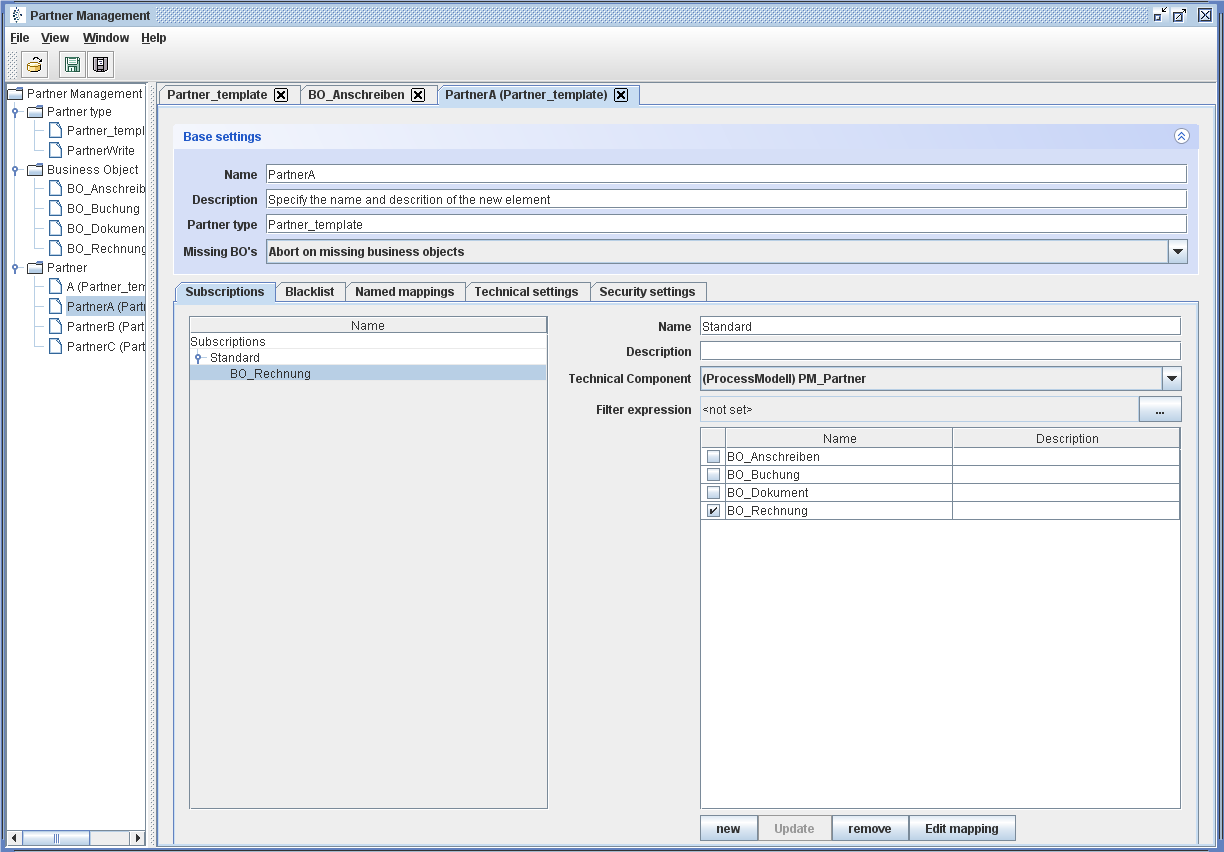 Partner Management
File View Window Help
Partner Management
Partner type
Partner_templ
PartnerWrite
Business Object
BO_Anschreib
BO_Buchung
BO_Dokumen
BO_Rechnung
Partner
A (Partner_tem
PartnerA (Part
PartnerB (Part
PartnerC (Part
Partner_template BO_Anschreiben PartnerA (Partner_template)
Base settings
Name PartnerA
Description Specify the name and descrition of the new element
Partner type Partner_template
Missing BO's Abort on missing business objects
Subscriptions Blacklist Named mappings Technical settings Security settings
Name
Subscriptions
Standard
BO_Rechnung
Name Standard
Description
Technical Component (ProcessModell) PM_Partner
Filter expression <not set> ...
Name Description
BO_Anschreiben
BO_Buchung
BO_Dokument
BO_Rechnung
new Update remove Edit mapping